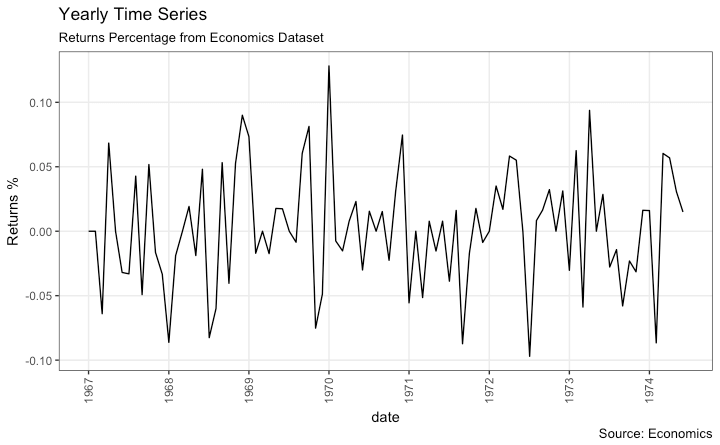 Yearly Time Series
Returns Percentage from Economics Dataset
Returns %
0.10
0.05
0.00
-0.05
-0.10
1967
1968
1969
1970
1971
1972
1973
1974
date
Source: Economics